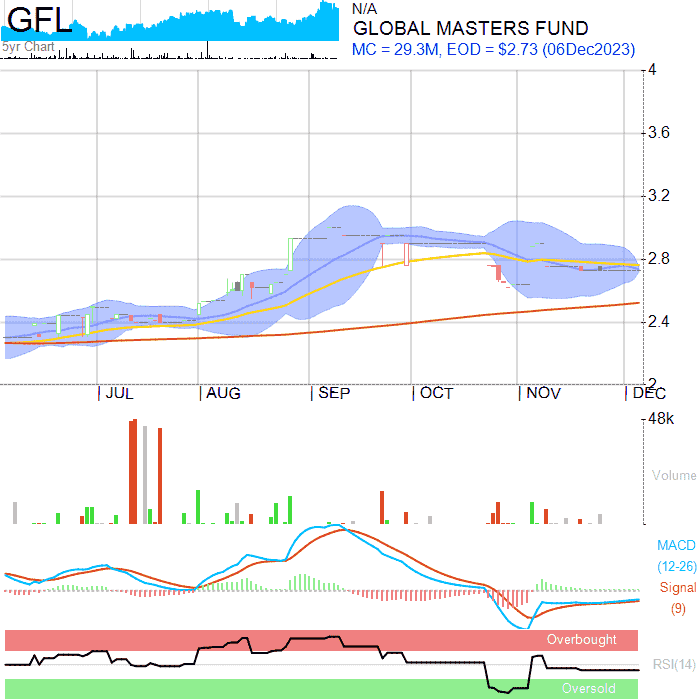 GFL
5yr Chart
N/A
GLOBAL MASTERS FUND
MC = 29.3M, EOD = $2.73 (06Dec2023)
4
3.6
3.2
2.8
2.4
2
JUL AUG SEP OCT NOV DEC
48k
Volume
MACD
(12-26)
Signal
(9)
Overbought
RSI(14)
Oversold